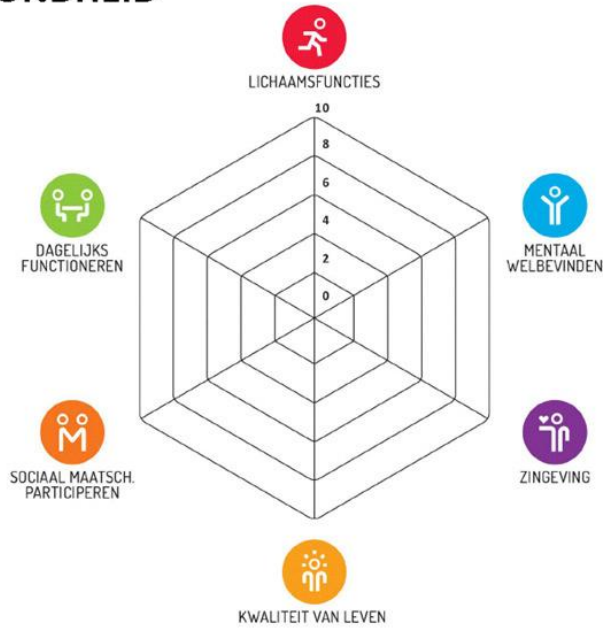 LICHAAMSFUNCTIES
10
8
6
4
2
0
DAGELIJKS
FUNCTIONEREN
MENTAAL
WELBEVINDEN
SOCIAAL MAATSCH.
PARTICIPEREN
ZINGEVING
KWALITEIT VAN LEVEN